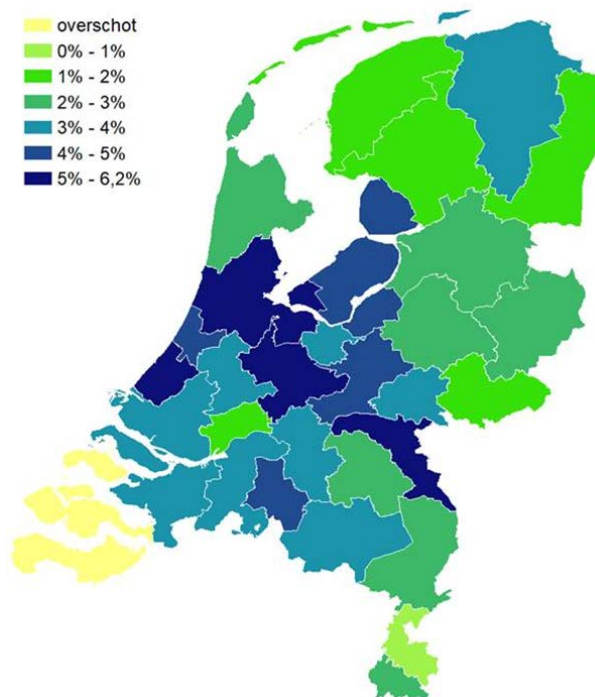 overschot
0% - 1%
1% - 2%
2% - 3%
3% - 4%
4% - 5%
5% - 6,2%